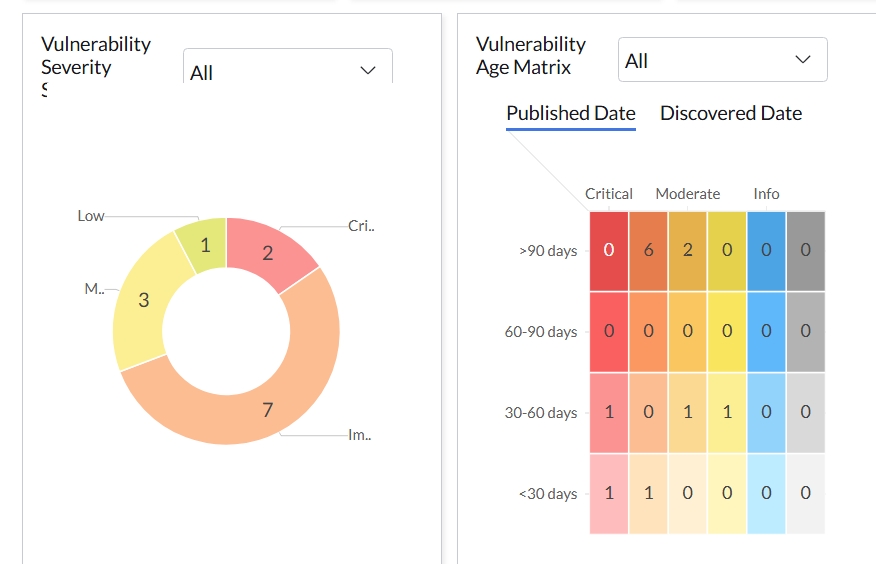 Vulnerability
Severity
All
Low
Cri..
1
2
M..
3
7
Im..
Vulnerability
Age Matrix
All
Published Date Discovered Date
Critical Moderate Info
>90 days 0 6 2 0 0 0
60-90 days 0 0 0 0 0 0
30-60 days 1 0 1 1 0 0
<30 days 1 1 0 0 0 0